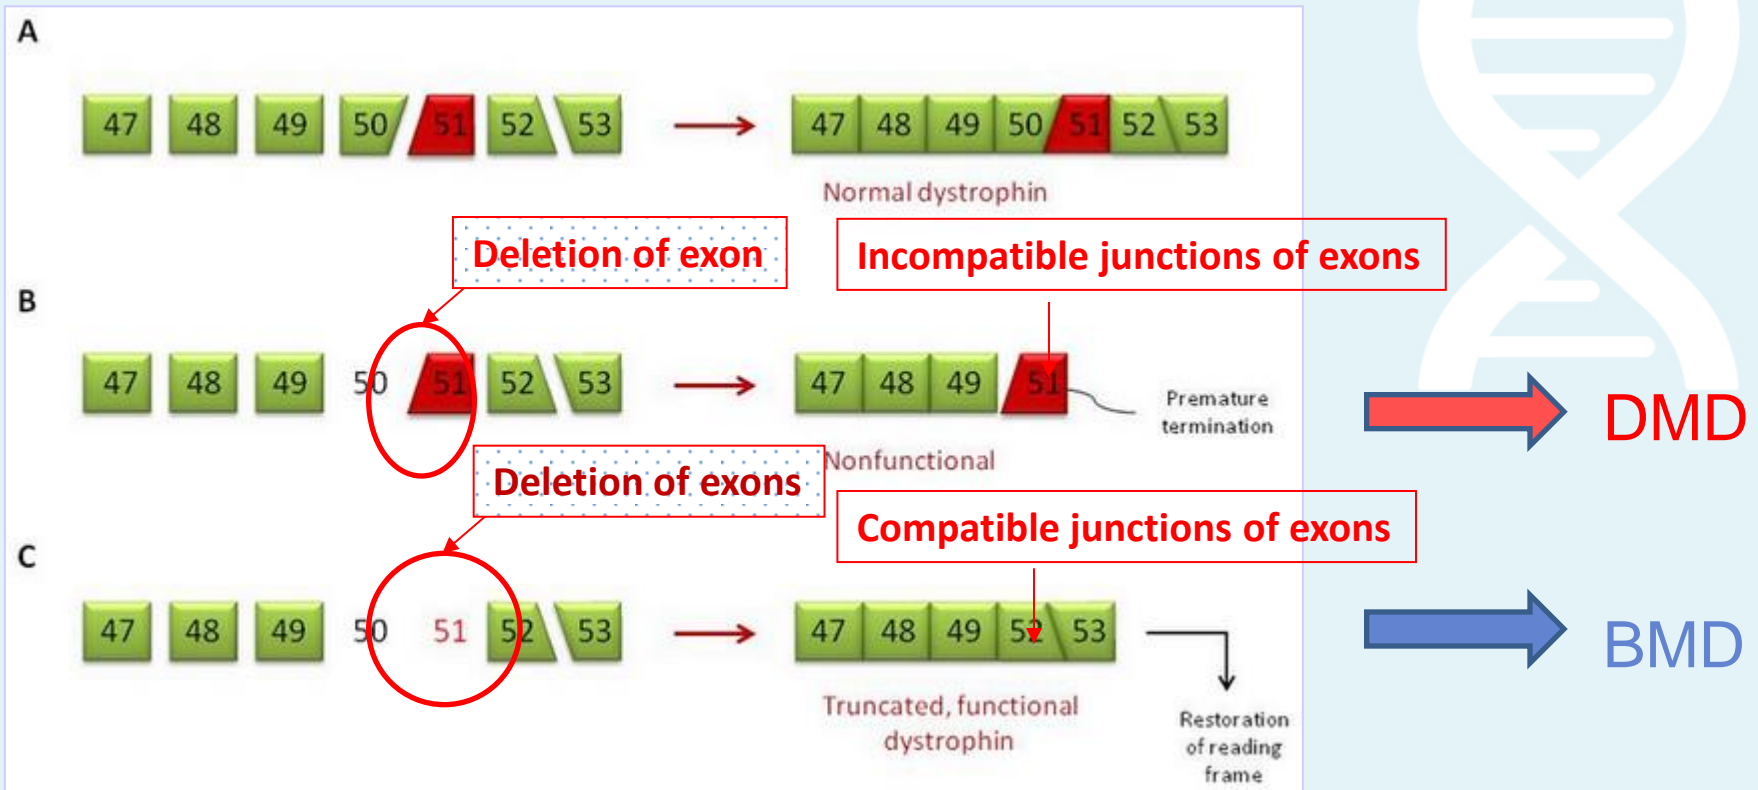 A
47 48 49 50 51 52 53
47 48 49 50 51 52 53
Normal dystrophin
Deletion of exon
Incompatible junctions of exons
B
47 48 49 50 51 52 53
47 48 49 51
Premature
termination
Nonfunctional
DMD
Deletion of exons
Compatible junctions of exons
C
47 48 49 50 51 52 53
47 48 49 52 53
Truncated, functional
dystrophin
Restoration
of reading
frame
BMD